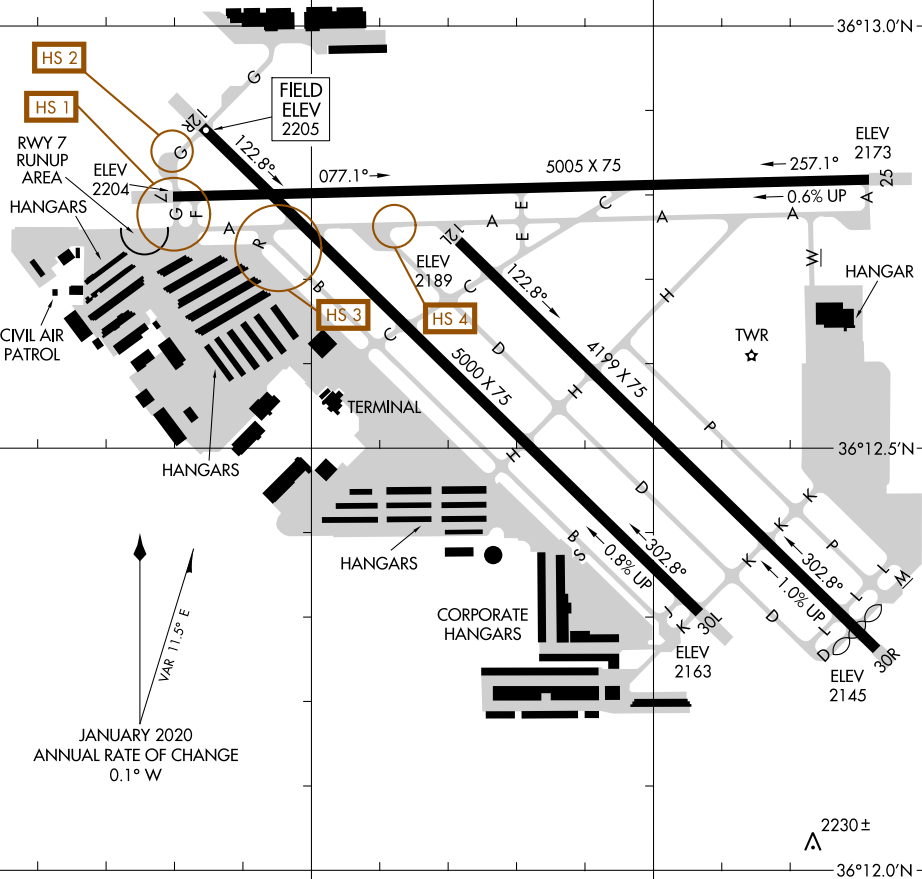 36°13.0'N
HS 2
G
FIELD
ELEV
2205
HS 1
12R
RWY 7
RUNUP
AREA
ELEV
2204
G
122.8°
077.1°
5005 X 75
257.1°
ELEV
2173
25
0.6% UP
HANGARS
7
G
F
A
R
A
E
E
C
A
A
A
12L
ELEV
2189
W
HANGAR
B
HS 3
HS 4
C
122.8°
H
CIVIL AIR
PATROL
C
D
TWR
5000 X 75
4199 X 75
H
TERMINAL
P
HANGARS
H
36°12.5'N
D
K
HANGARS
B
S
302.8°
0.8% UP
K
K
P
302.8°
1.0% UP
L
M
L
L
D
D
CORPORATE
HANGARS
J
K
30L
ELEV
2163
30R
ELEV
2145
VAR 11.5° E
JANUARY 2020
ANNUAL RATE OF CHANGE
0.1° W
2230 ±
36°12.0'N